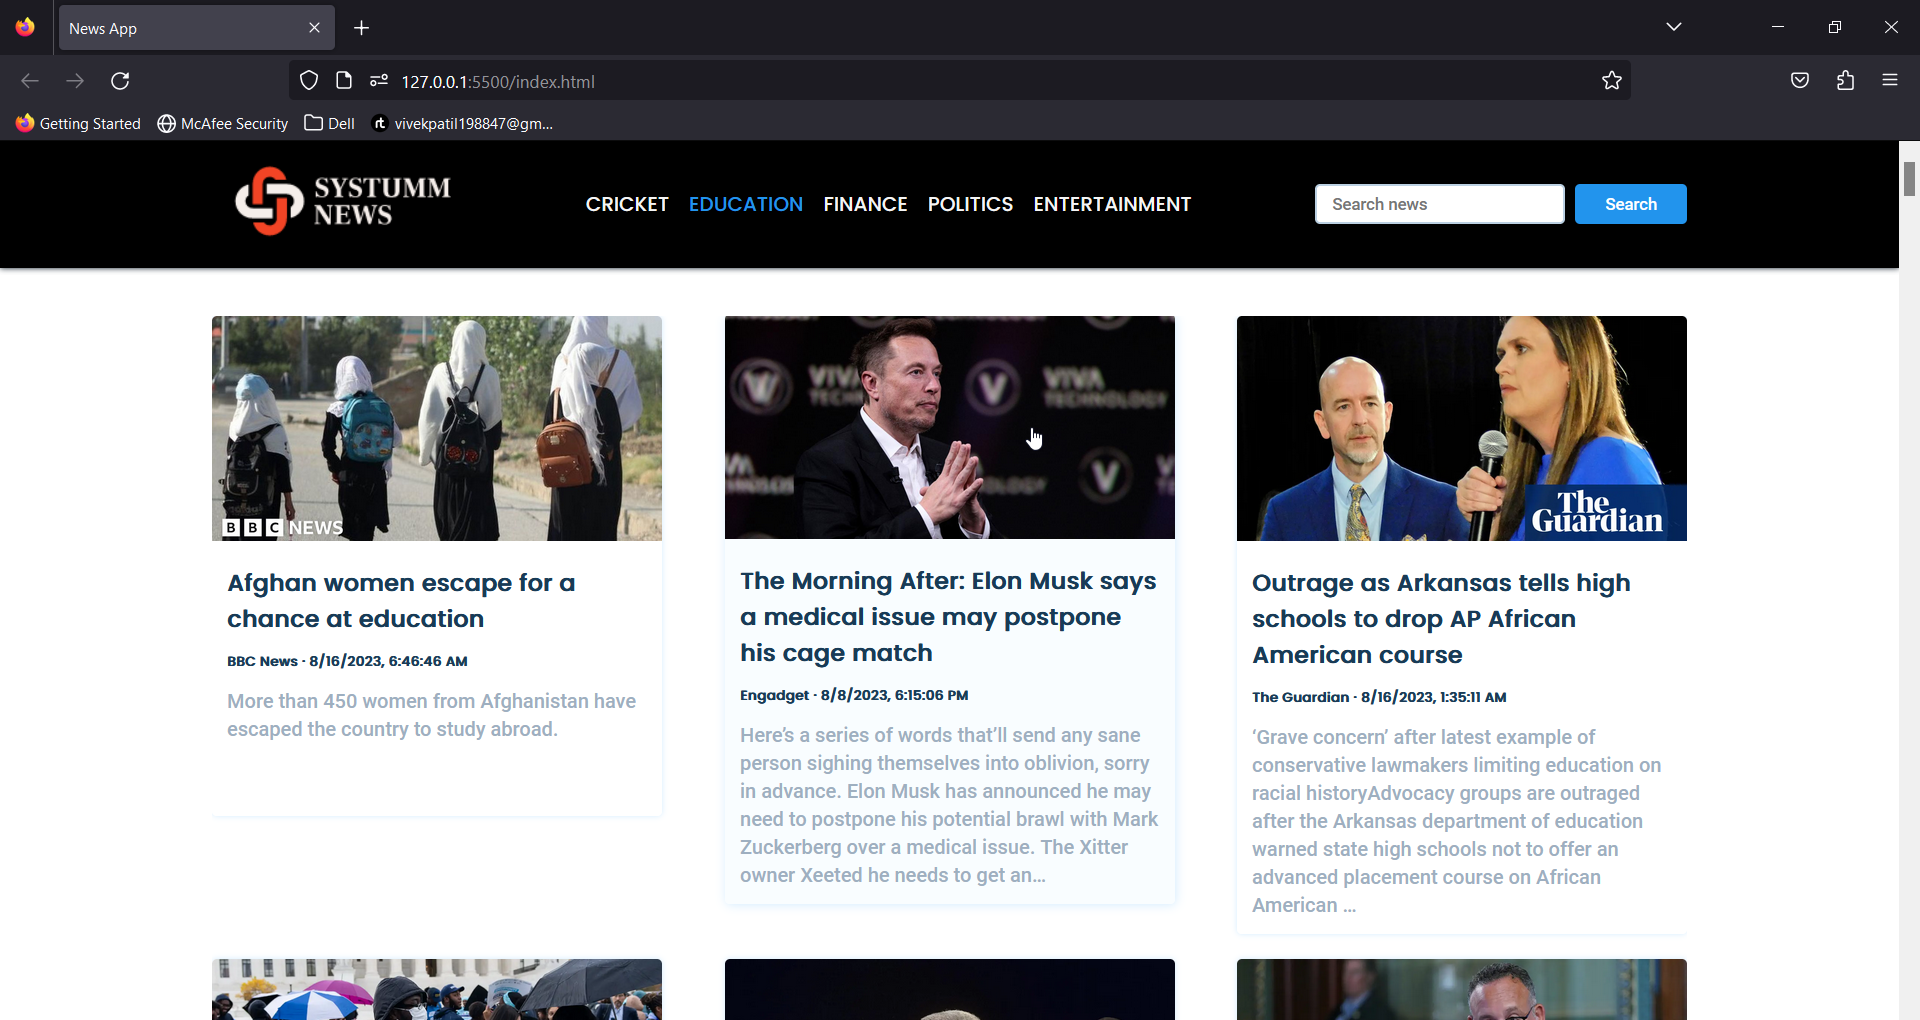 News App
127.0.0.1:5500/index.html
Getting Started
McAfee Security
Dell
rt
vivekpatil198847@gm...
SYSTUMM
NEWS
CRICKET
EDUCATION
FINANCE
POLITICS
ENTERTAINMENT
Search news
Search
BBC NEWS
Afghan women escape for a
chance at education
BBC News · 8/16/2023, 6:46:46 AM
More than 450 women from Afghanistan have
escaped the country to study abroad.
VIVA
TECHNOLOGY
The Morning After: Elon Musk says
a medical issue may postpone
his cage match
Engadget · 8/8/2023, 6:15:06 PM
Here’s a series of words that’ll send any sane
person sighing themselves into oblivion, sorry
in advance. Elon Musk has announced he may
need to postpone his potential brawl with Mark
Zuckerberg over a medical issue. The Xitter
owner Xeeted he needs to get an…
The
Guardian
Outrage as Arkansas tells high
schools to drop AP African
American course
The Guardian · 8/16/2023, 1:35:11 AM
‘Grave concern’ after latest example of
conservative lawmakers limiting education on
racial historyAdvocacy groups are outraged
after the Arkansas department of education
warned state high schools not to offer an
advanced placement course on African
American …